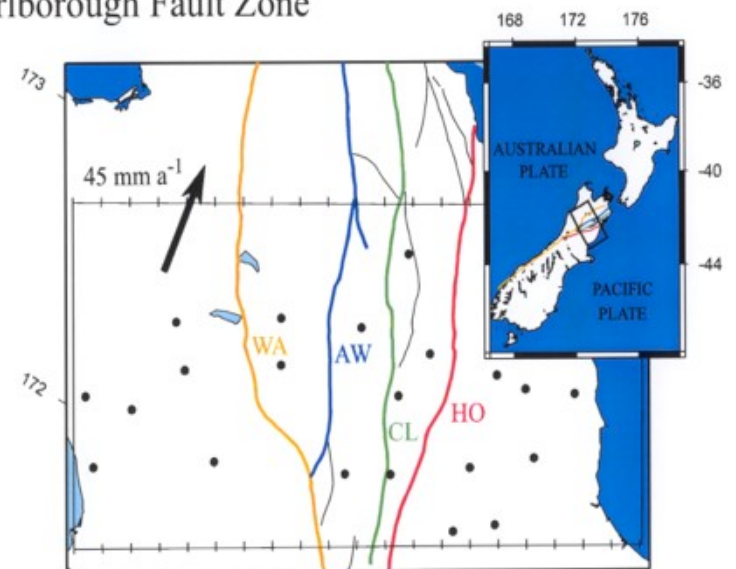 rlborough Fault Zone
168 172 176
173
-36
AUSTRALIAN
PLATE
45 mm a⁻¹
-40
-44
PACIFIC
PLATE
WA
AW
172
HO
CL